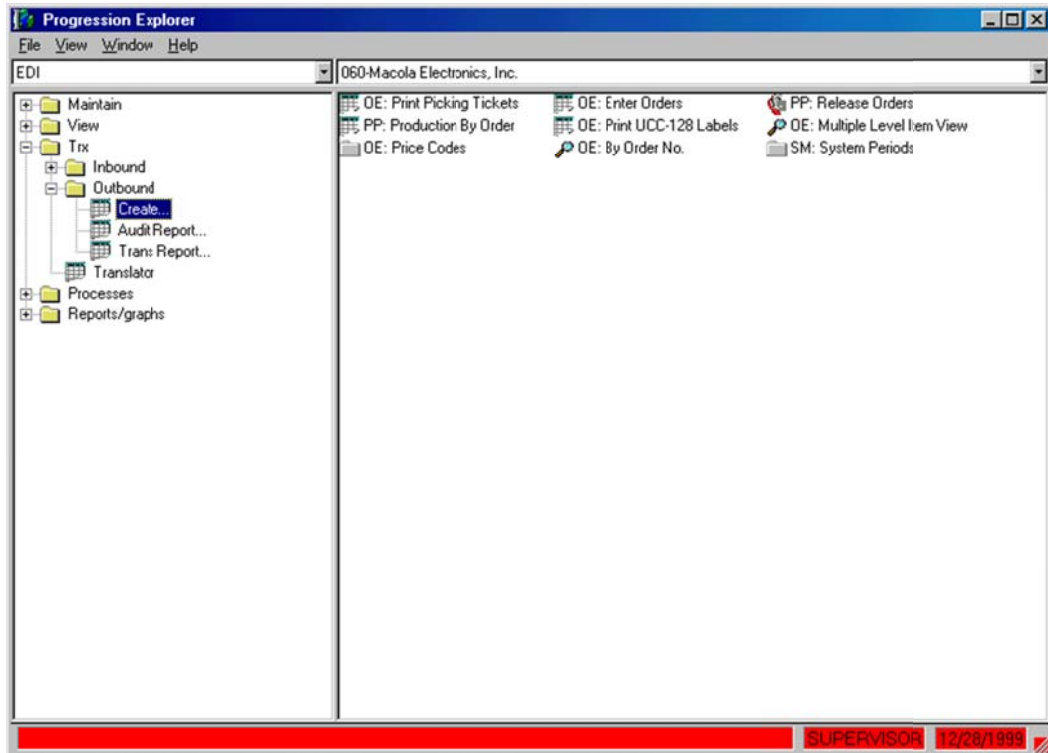 Progression Explorer
File View Window Help
EDI
060-Macola Electronics, Inc.
Maintain
View
Trx
Inbound
Outbound
Create...
Audit Report...
Trans Report...
Translator
Processes
Reports/graphs
OE: Print Picking Tickets OE: Enter Orders PP: Release Orders
PP: Production By Order OE: Print UCC-128 Labels OE: Multiple Level Item View
OE: Price Codes OE: By Order No. SM: System Periods
SUPERVISOR 12/28/1999